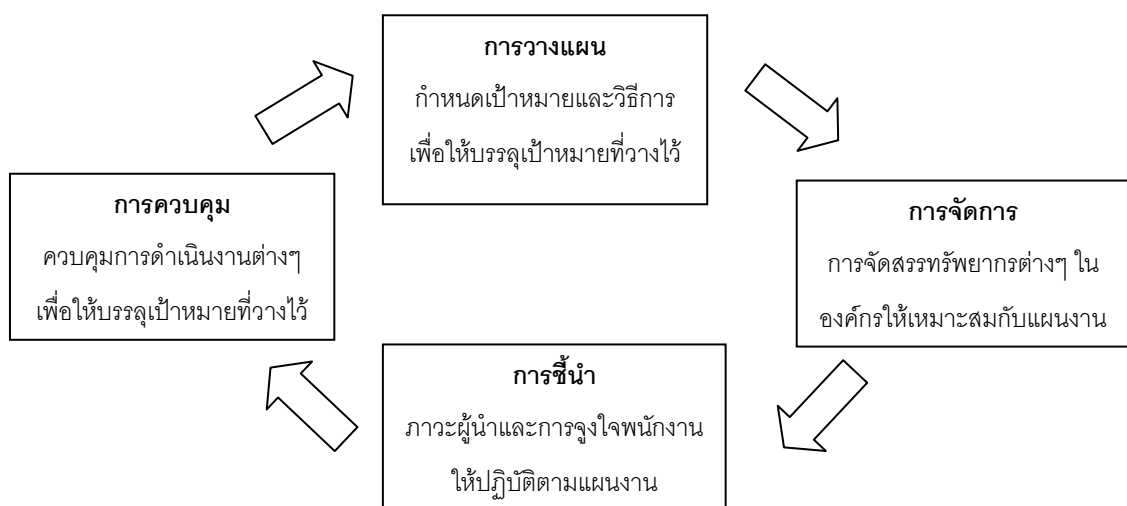 การวางแผน
กำหนดเป้าหมายและวิธีการ
เพื่อให้บรรลุเป้าหมายที่วางไว้
การจัดการ
การจัดสรรทรัพยากรต่างๆ ใน
องค์กรให้เหมาะสมกับแผนงาน
การชี้นำ
ภาวะผู้นำและการจูงใจพนักงาน
ให้ปฏิบัติตามแผนงาน
การควบคุม
ควบคุมการดำเนินงานต่างๆ
เพื่อให้บรรลุเป้าหมายที่วางไว้